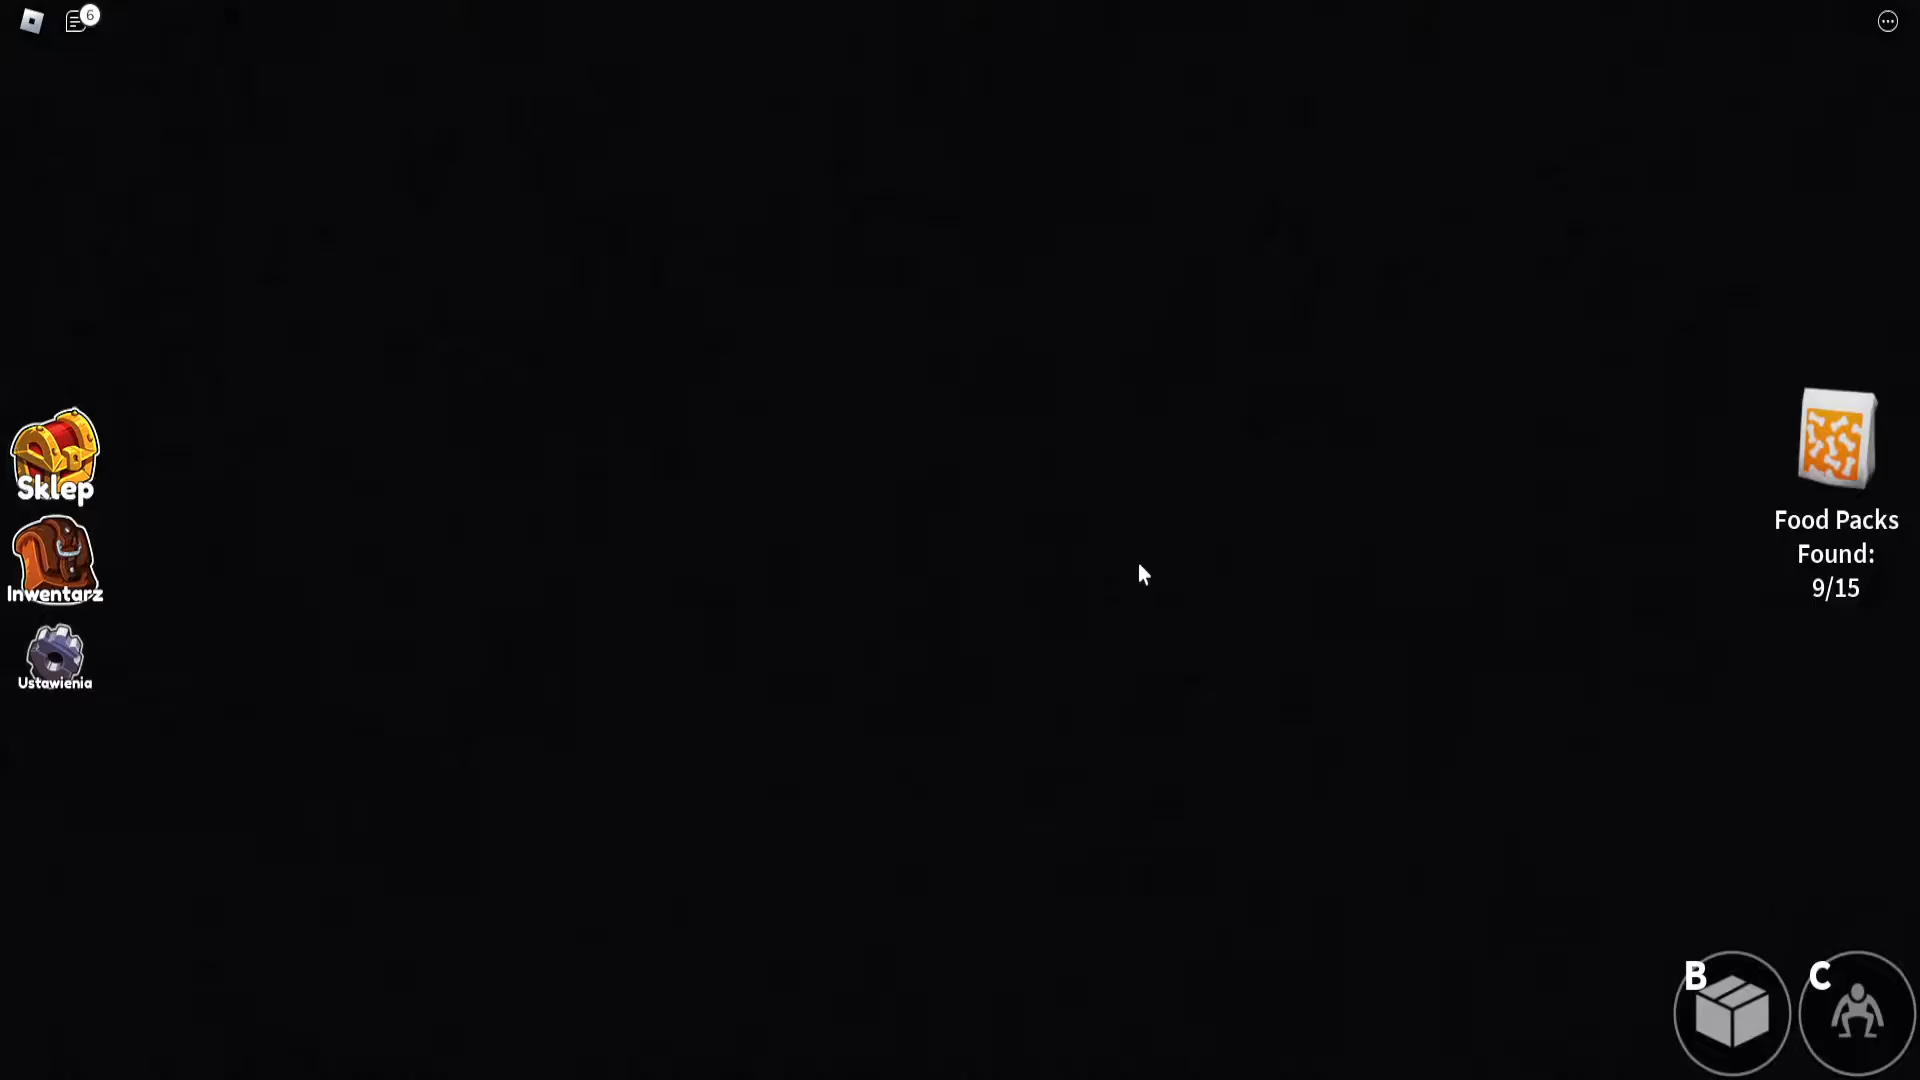 6
Sklep
Inwentarz
Ustawienia
Food Packs
Found:
9/15
B
C